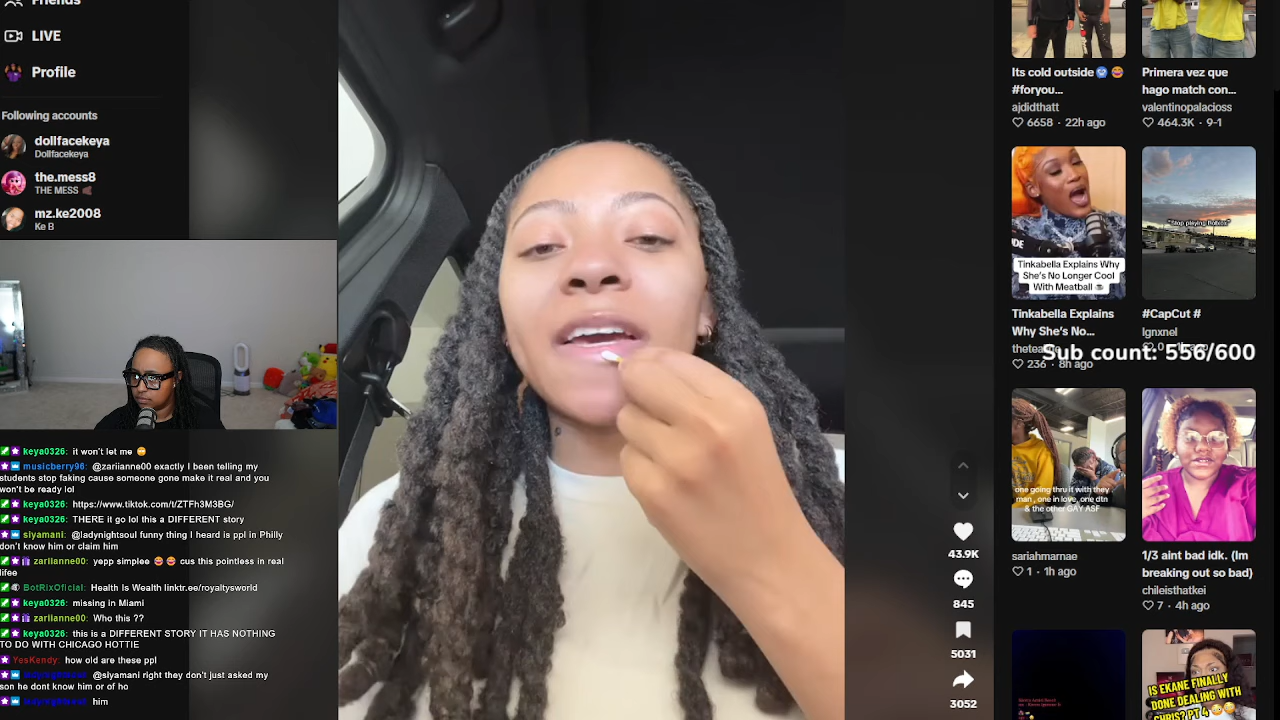 Friends
LIVE
Profile
Following accounts
dollfacekeya
Dollfacekeya
the.mess8
THE MESS
mz.ke2008
Ke B
keya0326: it won't let me
musicberry96: @zariianne00 exactly I been telling my
students stop faking cause someone gone make it real and you
won't be ready lol
keya0326: https://www.tiktok.com/t/ZTFh3M3BG/
keya0326: THERE it go lol this a DIFFERENT story
siyamani: @ladynightsoul funny thing I heard is ppl in Philly
don't know him or claim him
zariianne00: yepp simplee cus this pointless in real
lifee
BotRixOficial: Health Is Wealth linktr.ee/royaltysworld
keya0326: missing in Miami
zariianne00: Who this ??
keya0326: this is a DIFFERENT STORY IT HAS NOTHING
TO DO WITH CHICAGO HOTTIE
YesKendy: how old are these ppl
@siyamani right they don't just asked my
son he dont know him or of ho
him
43.9K
845
5031
3052
Its cold outside
#foryou...
ajdidthatt
6658 · 22h ago
Primera vez que
hago match con...
valentinopalacioss
464.3K · 9-1
Tinkabella Explains Why
She's No Longer Cool
With Meatball
Tinkabella Explains
Why She's No...
236 · 8h ago
#CapCut #
lgnxnel
Sub count: 556/600
one going thru it with they
man , one in love, one dtn
& the other GAY ASF
sariahmarnae
1 · 1h ago
1/3 aint bad idk. (Im
breaking out so bad)
chileisthatkei
7 · 4h ago
IS EKANE FINALLY
DONE DEALING WITH
CHRIS? PT 4